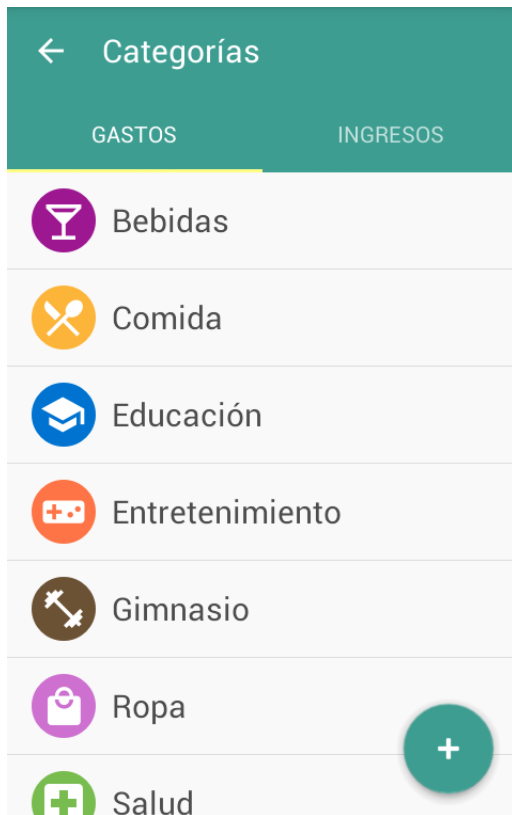 Categorías
GASTOS
INGRESOS
Bebidas
Comida
Educación
Entretenimiento
Gimnasio
Ropa
Salud